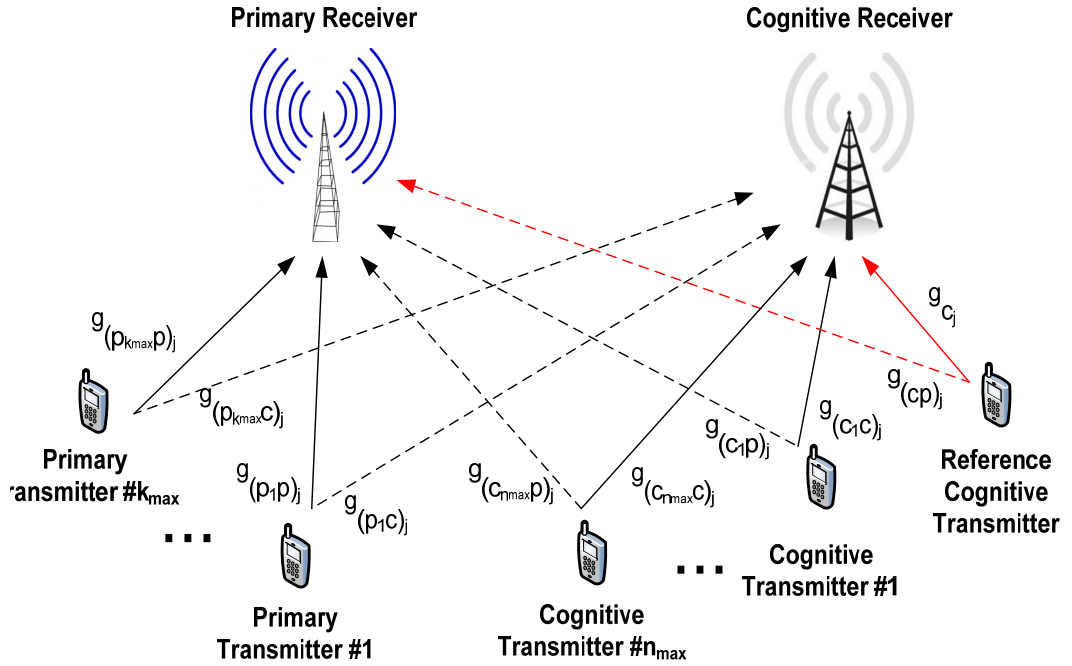 Primary Receiver
Cognitive Receiver
g(pkmaxp)j
g(pkmaxc)j
g(p1p)j
g(p1c)j
g(cnmaxp)j
g(cnmaxc)j
g(c1p)j
g(c1c)j
g(cp)j
gcj
Primary
ransmitter #kmax
...
Primary
Transmitter #1
Cognitive
Transmitter #nmax
...
Cognitive
Transmitter #1
Reference
Cognitive
Transmitter